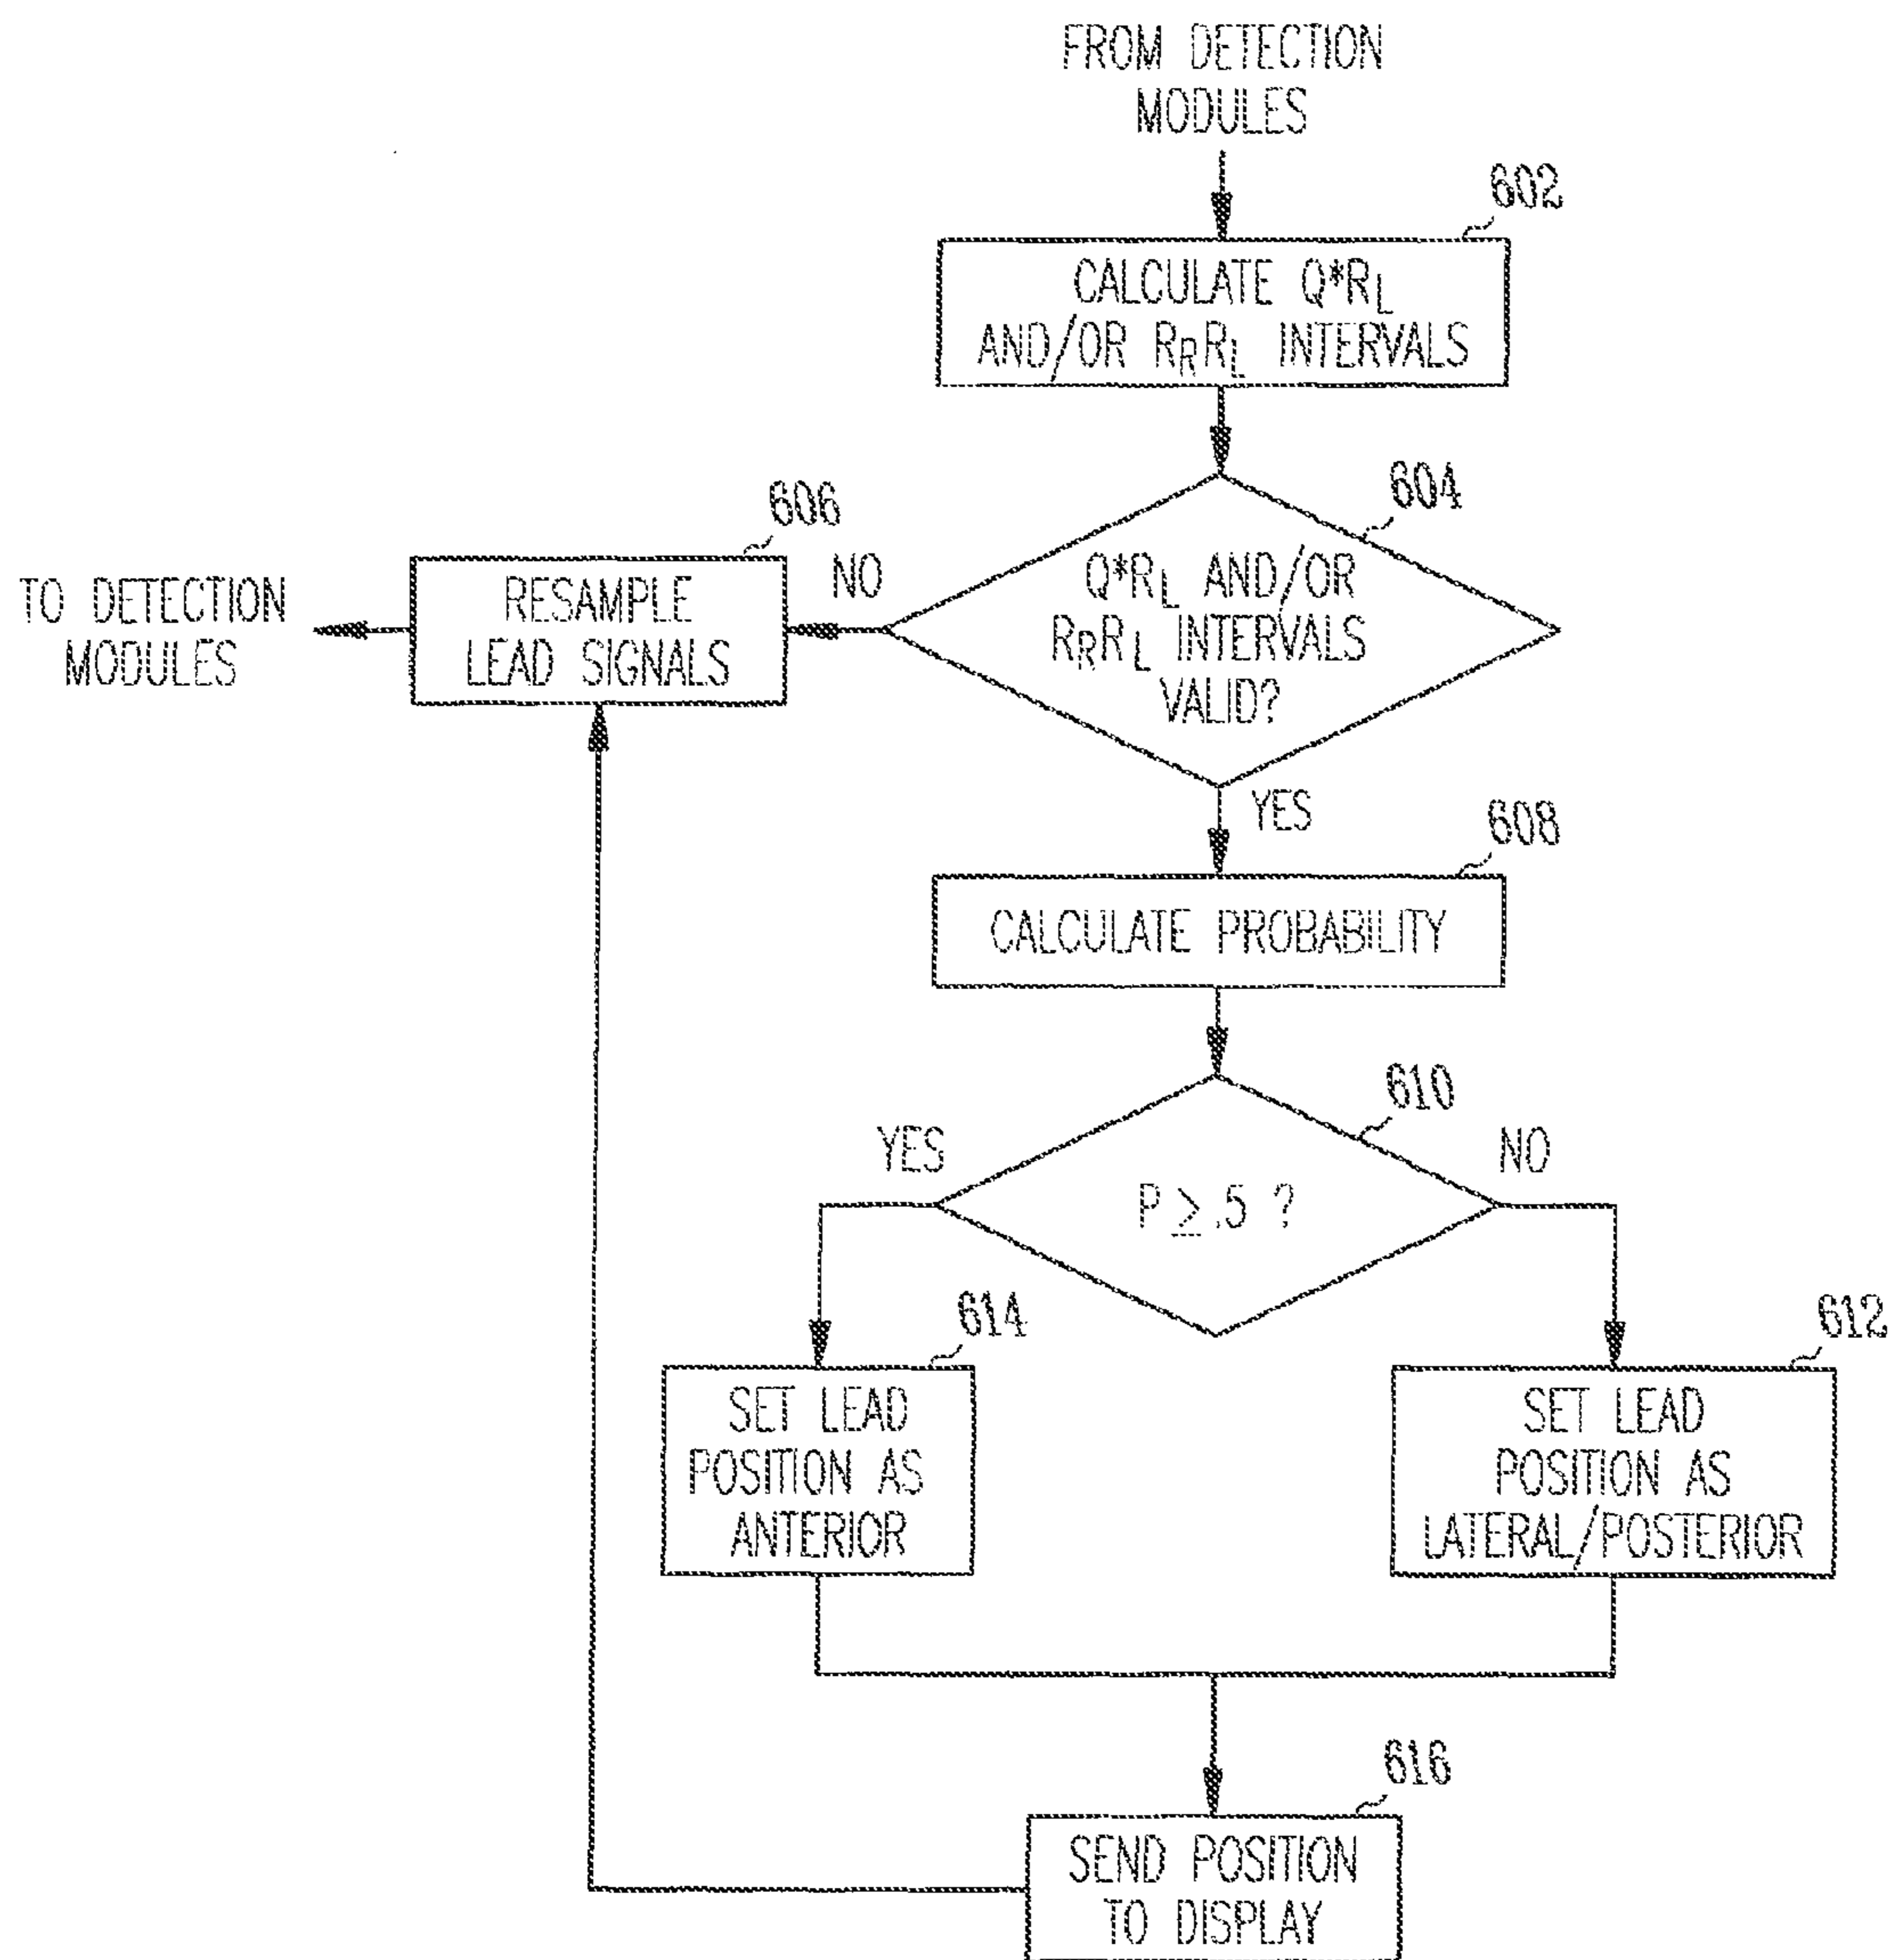 FROM DETECTION
MODULES
602
CALCULATE Q*RL
AND/OR RRRL INTERVALS
604
Q*RL AND/OR
RRRL INTERVALS
VALID?
NO
606
RESAMPLE
LEAD SIGNALS
TO DETECTION
MODULES
YES
608
CALCULATE PROBABILITY
610
P ≥ .5 ?
YES
NO
614
SET LEAD
POSITION AS
ANTERIOR
612
SET LEAD
POSITION AS
LATERAL/POSTERIOR
616
SEND POSITION
TO DISPLAY